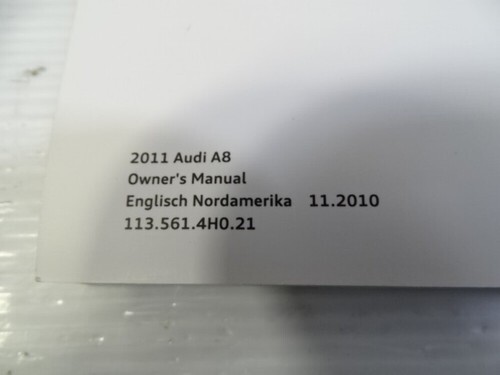 2011 Audi A8
Owner's Manual
Englisch Nordamerika 11.2010
113.561.4H0.21